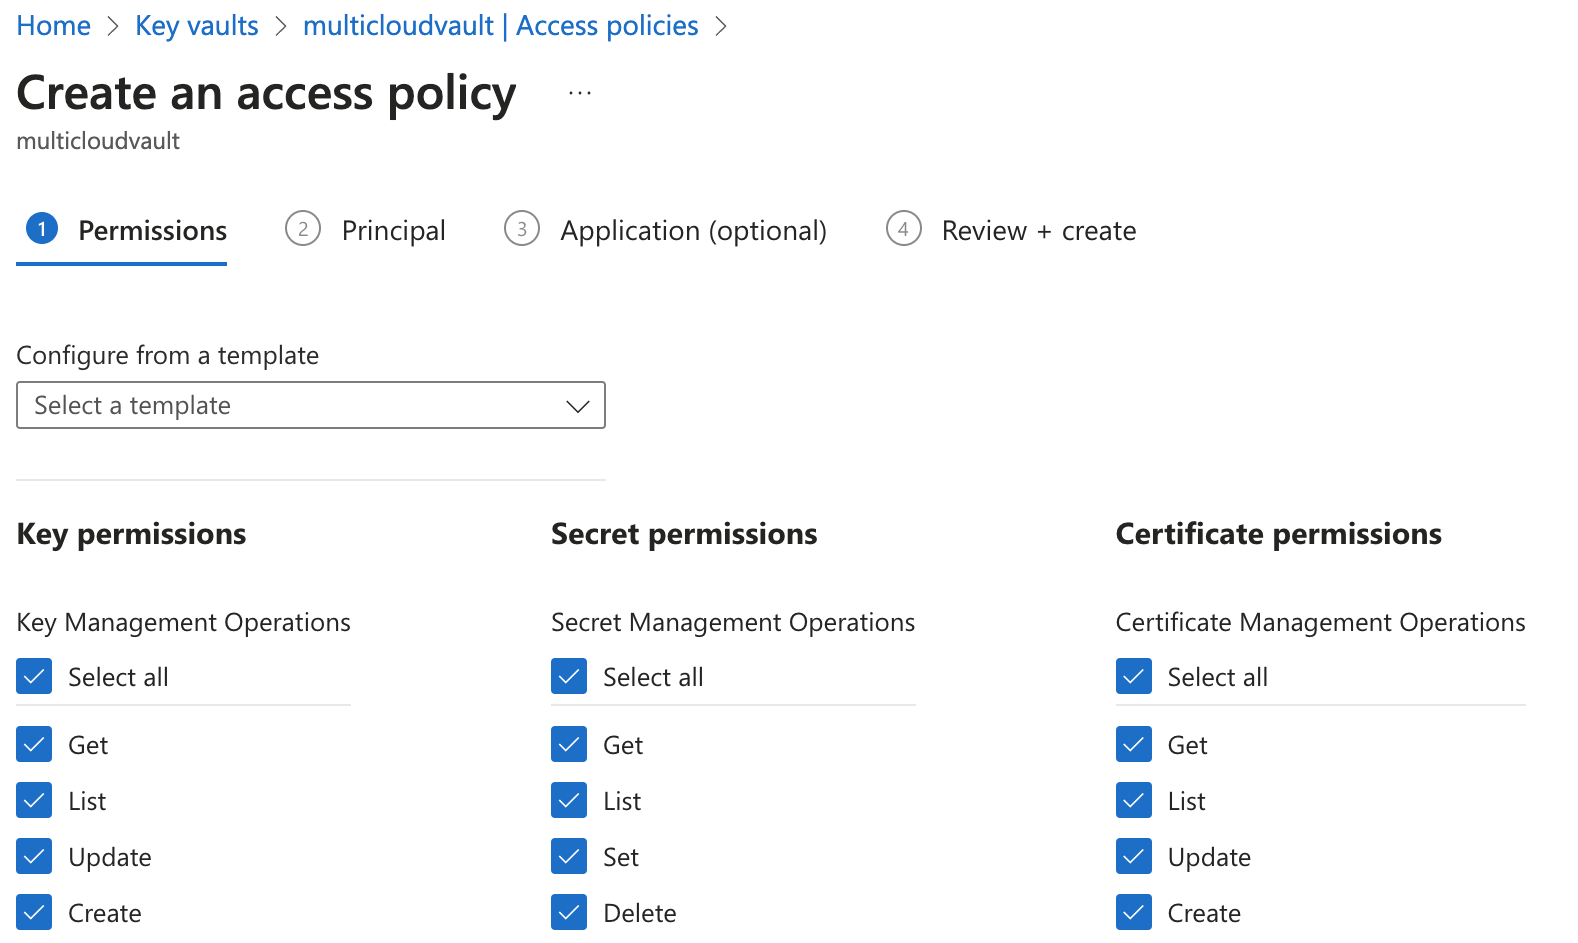 Home > Key vaults > multicloudvault | Access policies >
Create an access policy ...
multicloudvault
1 Permissions 2 Principal 3 Application (optional) 4 Review + create
Configure from a template
Select a template
Key permissions Secret permissions Certificate permissions
Key Management Operations Secret Management Operations Certificate Management Operations
Select all Select all Select all
Get Get Get
List List List
Update Set Update
Create Delete Create